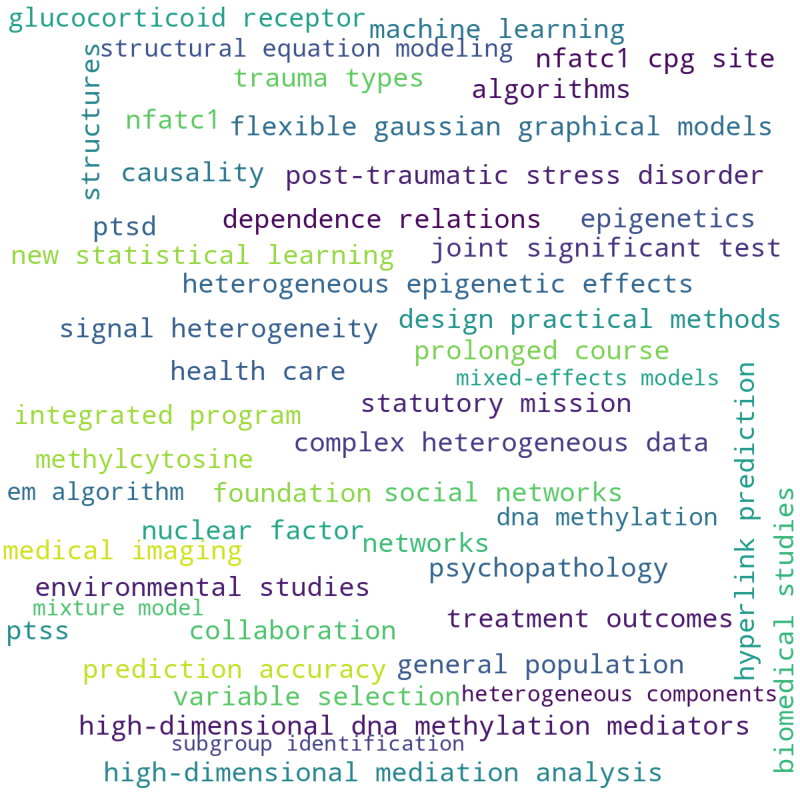 glucocorticoid receptor
machine learning
structural equation modeling
nfatc1 cpg site
trauma types
algorithms
structures
nfatc1
flexible gaussian graphical models
causality
post-traumatic stress disorder
ptsd
dependence relations
epigenetics
new statistical learning
joint significant test
heterogeneous epigenetic effects
signal heterogeneity
design practical methods
prolonged course
health care
mixed-effects models
integrated program
statutory mission
hyperlink prediction
complex heterogeneous data
methylcytosine
em algorithm
foundation
social networks
biomedical studies
dna methylation
nuclear factor
networks
medical imaging
psychopathology
environmental studies
mixture model
treatment outcomes
ptss
collaboration
prediction accuracy
general population
variable selection
heterogeneous components
high-dimensional dna methylation mediators
subgroup identification
high-dimensional mediation analysis